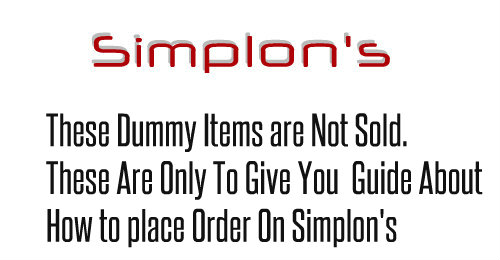 Simplon's
These Dummy Items are Not Sold.
These Are Only To Give You Guide About
How to place Order On Simplon's